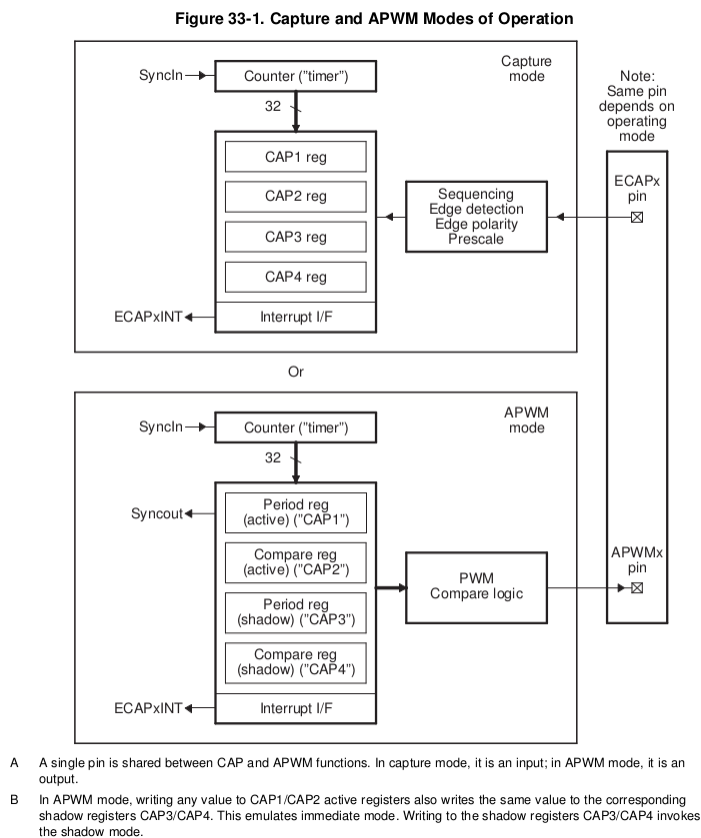 Figure 33-1. Capture and APWM Modes of Operation
Capture
mode
SyncIn
Counter ("timer")
32
CAP1 reg
CAP2 reg
CAP3 reg
CAP4 reg
Interrupt I/F
ECAPxINT
Sequencing
Edge detection
Edge polarity
Prescale
Note:
Same pin
depends on
operating
mode
ECAPx
pin
Or
APWM
mode
SyncIn
Counter ("timer")
32
Syncout
Period reg
(active) ("CAP1")
Compare reg
(active) ("CAP2")
Period reg
(shadow) ("CAP3")
Compare reg
(shadow) ("CAP4")
Interrupt I/F
ECAPxINT
PWM
Compare logic
APWMx
pin
A A single pin is shared between CAP and APWM functions. In capture mode, it is an input; in APWM mode, it is an
output.
B In APWM mode, writing any value to CAP1/CAP2 active registers also writes the same value to the corresponding
shadow registers CAP3/CAP4. This emulates immediate mode. Writing to the shadow registers CAP3/CAP4 invokes
the shadow mode.